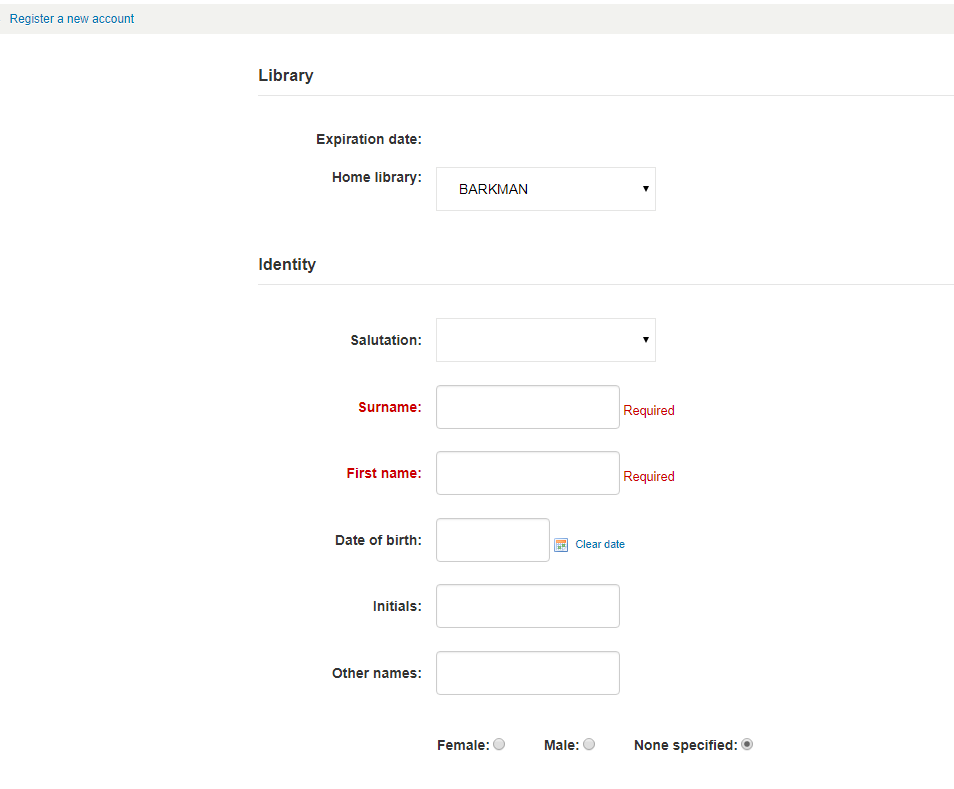 Register a new account
Library
Expiration date:
Home library: BARKMAN
Identity
Salutation:
Surname: Required
First name: Required
Date of birth: Clear date
Initials:
Other names:
Female: Male: None specified: